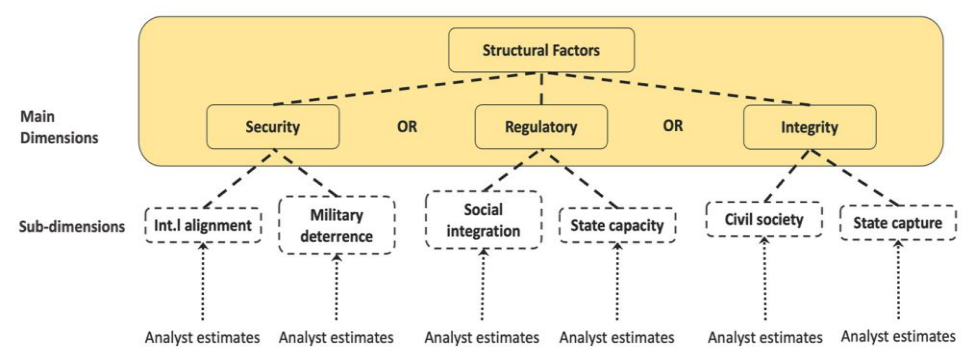 Structural Factors
Main
Dimensions
Security
OR
Regulatory
OR
Integrity
Sub-dimensions
Int.l alignment
Military
deterrence
Social
integration
State capacity
Civil society
State capture
Analyst estimates
Analyst estimates
Analyst estimates
Analyst estimates
Analyst estimates
Analyst estimates